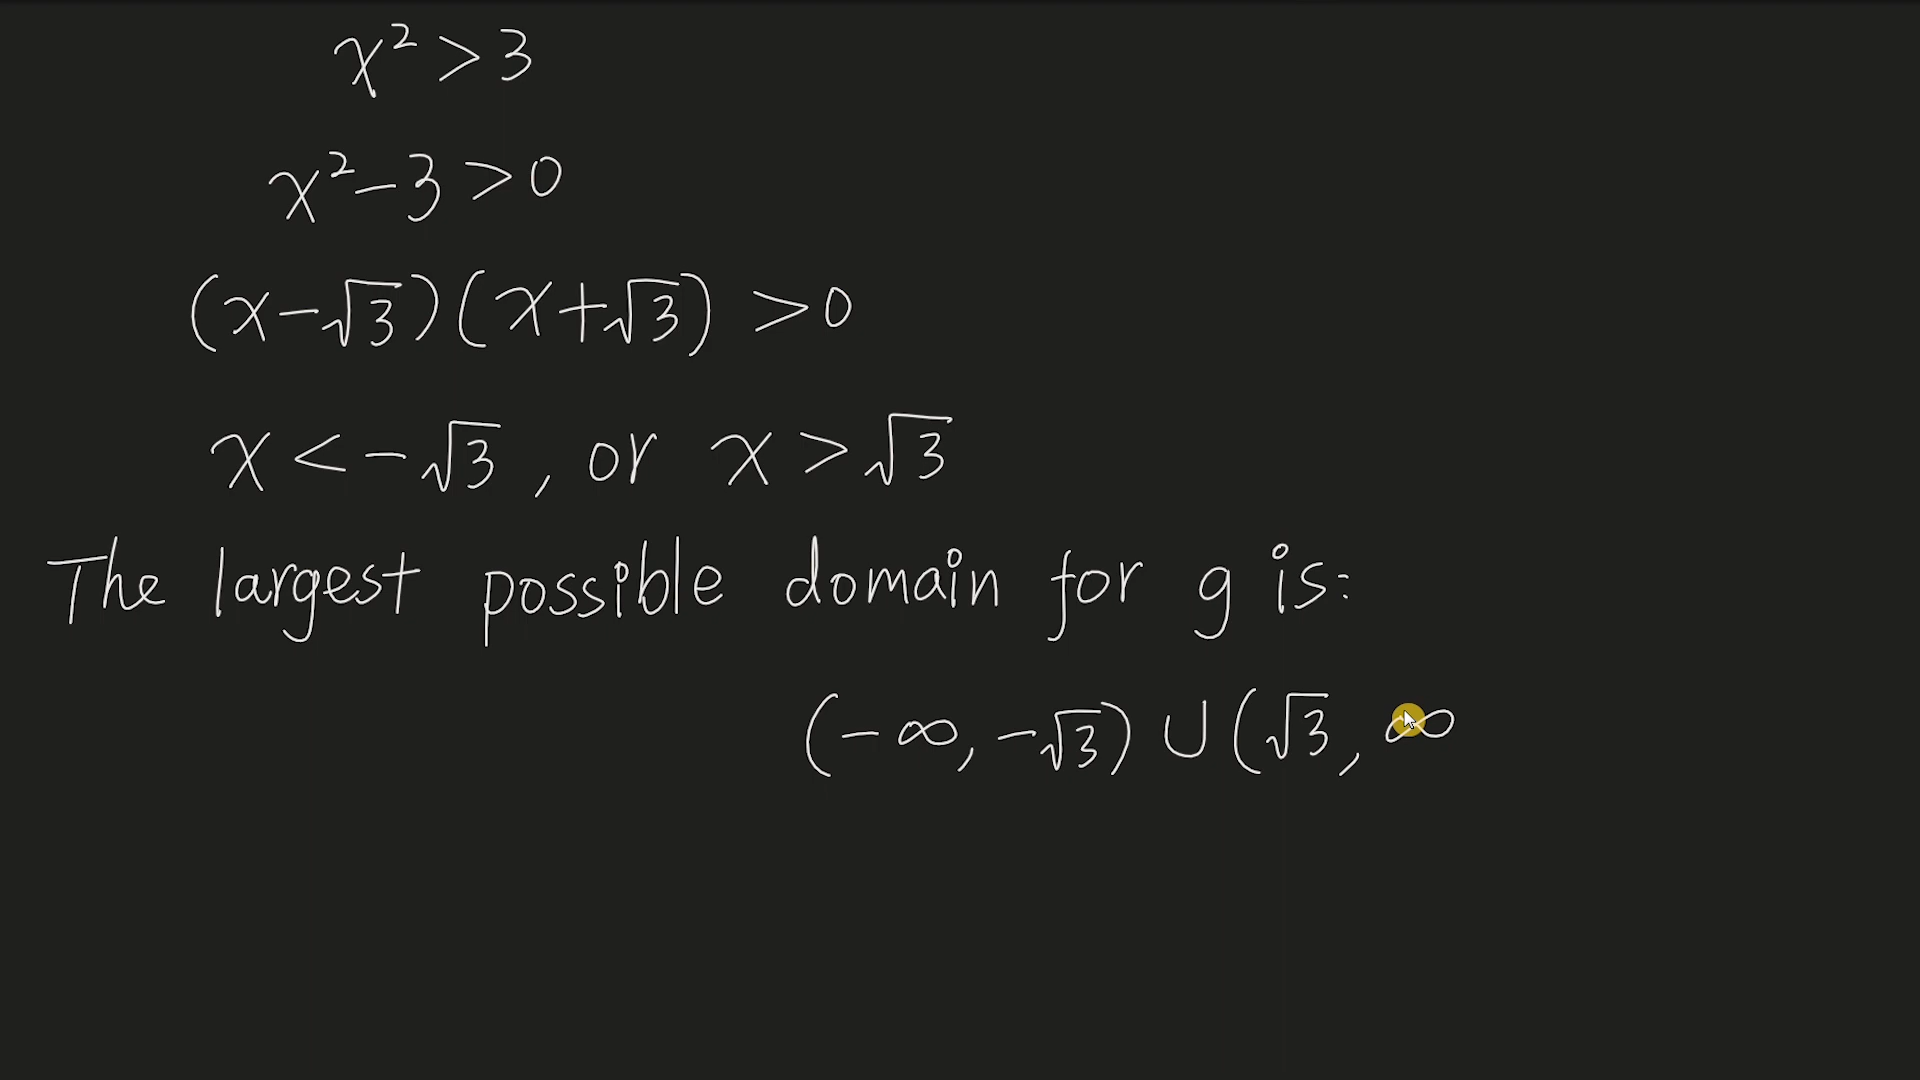 x² > 3
x² − 3 > 0
(x − √3)(x + √3) > 0
x < − √3 , or x > √3
The largest possible domain for g is:
(− ∞, − √3) ∪ (√3, ∞